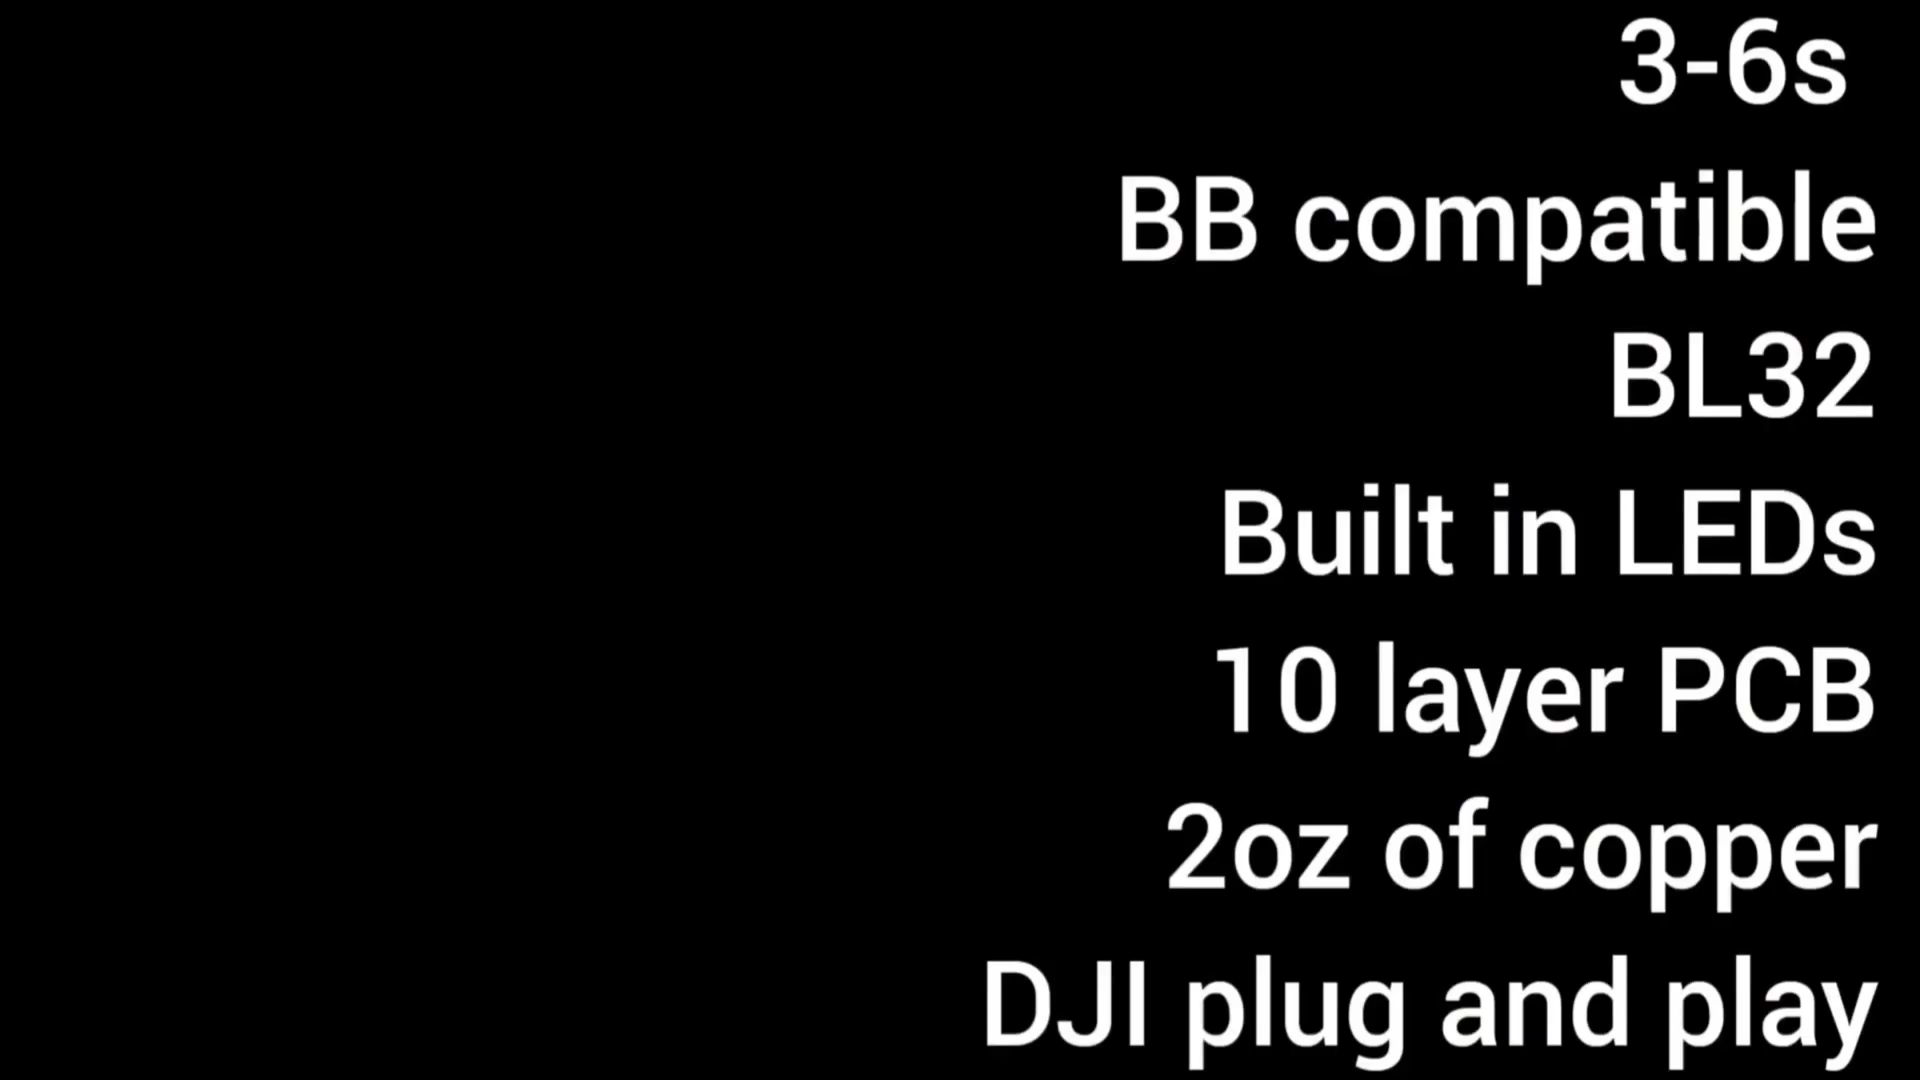 3-6s
BB compatible
BL32
Built in LEDs
10 layer PCB
2oz of copper
DJI plug and play